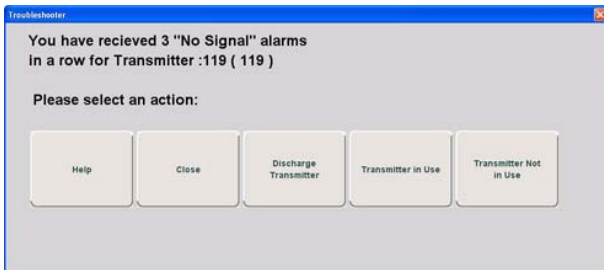 Troubleshooter
You have recieved 3 "No Signal" alarms
in a row for Transmitter :119 ( 119 )
Please select an action:
Help
Close
Discharge
Transmitter
Transmitter in Use
Transmitter Not
in Use